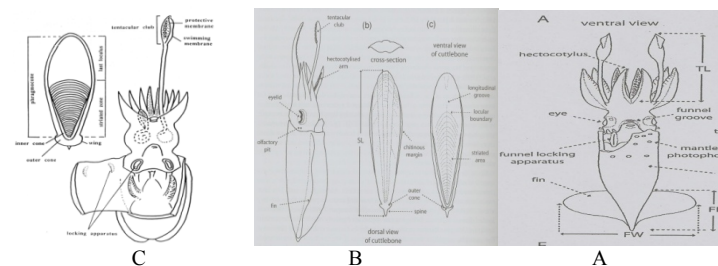 tentacular club
protective
membrane
swimming
membrane
last loculus
striated zone
phragmocone
inner cone
outer cone
wing
locking apparatus
C
tentacular
club
hectocotylised
arm
eyelid
olfactory
pit
fin
(b)
cross-section
SL
chitinous
margin
outer
cone
spine
dorsal view
of cuttlebone
(c)
ventral view
of cuttlebone
longitudinal
groove
locular
boundary
striated
area
B
A
ventral view
hectocotylus
TL
eye
funnel
groove
funnel locking
apparatus
mantle
photopho
fin
FW
A